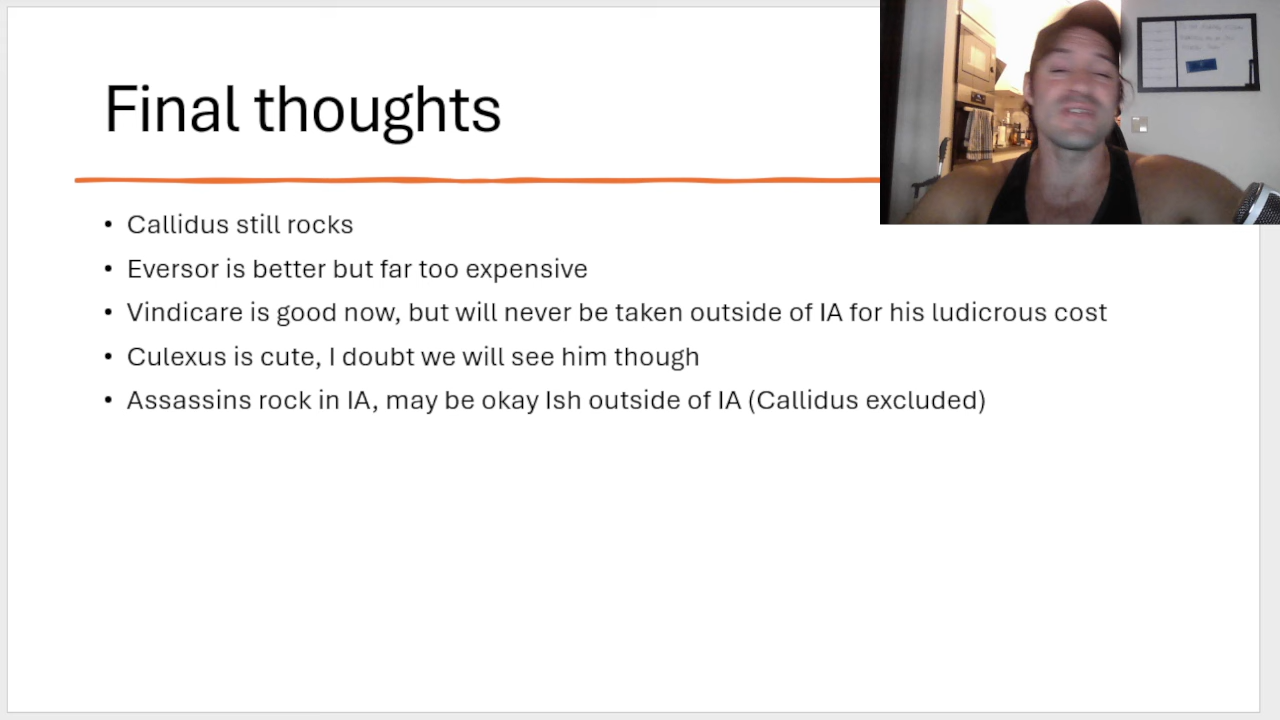 Final thoughts
• Callidus still rocks
• Eversor is better but far too expensive
• Vindicare is good now, but will never be taken outside of IA for his ludicrous cost
• Culexus is cute, I doubt we will see him though
• Assassins rock in IA, may be okay Ish outside of IA (Callidus excluded)